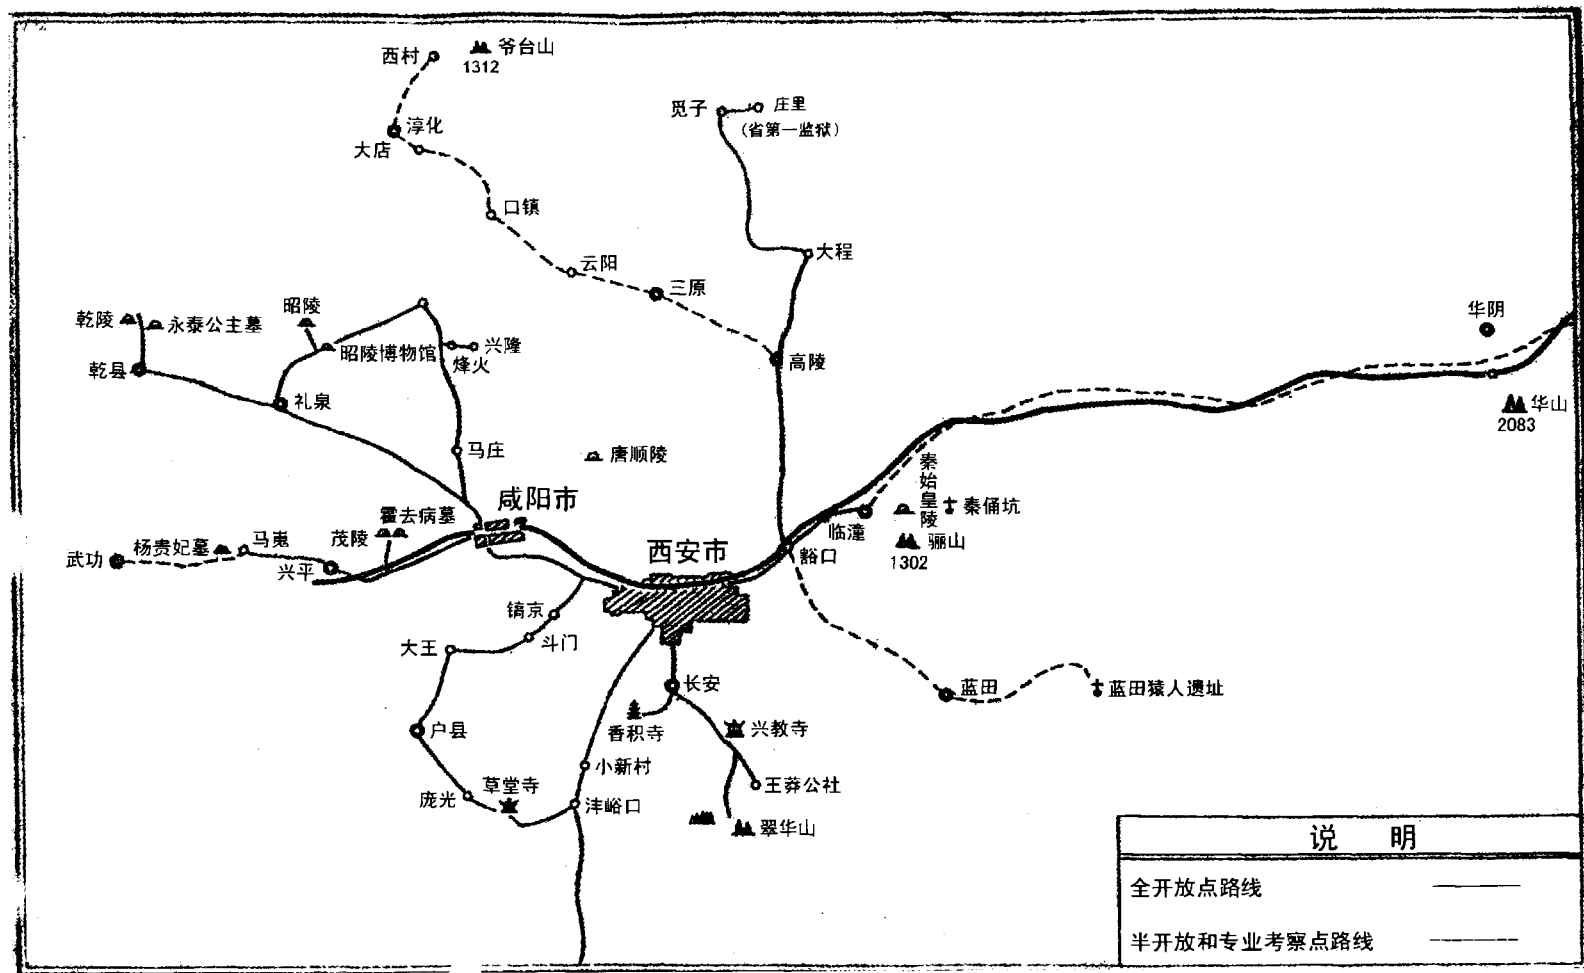 西村
爷台山
1312
淳化
大店
觅子
庄里
(省第一监狱)
口镇
大程
云阳
三原
乾陵
永泰公主墓
昭陵
昭陵博物馆
兴隆
烽火
乾县
礼泉
高陵
华阴
华山
2083
马庄
唐顺陵
咸阳市
秦始皇陵
秦俑坑
霍去病墓
茂陵
马嵬
杨贵妃墓
武功
兴平
西安市
临潼
骊山
1302
豁口
镐京
斗门
大王
长安
蓝田
蓝田猿人遗址
户县
香积寺
兴教寺
小新村
王莽公社
草堂寺
庞光
沣峪口
翠华山
说 明
全开放点路线
半开放和专业考察点路线